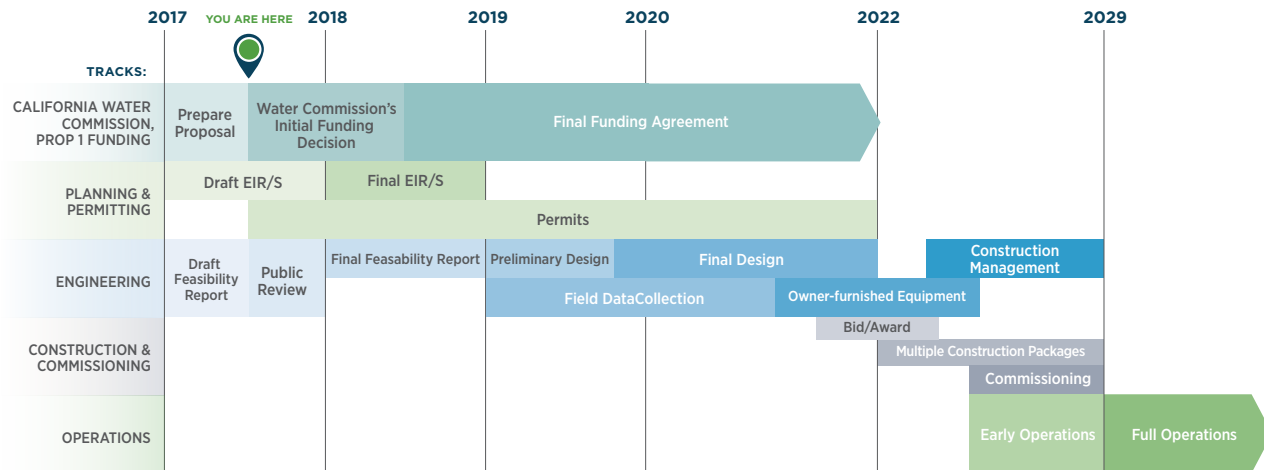 2017 YOU ARE HERE 2018 2019 2020 2022 2029
TRACKS:
CALIFORNIA WATER
COMMISSION,
PROP 1 FUNDING
Prepare
Proposal
Water Commission's
Initial Funding
Decision
Final Funding Agreement
PLANNING &
PERMITTING
Draft EIR/S
Final EIR/S
Permits
ENGINEERING
Draft
Feasibility
Report
Public
Review
Final Feasability Report
Preliminary Design
Final Design
Construction
Management
Field DataCollection
Owner-furnished Equipment
CONSTRUCTION &
COMMISSIONING
Bid/Award
Multiple Construction Packages
Commissioning
OPERATIONS
Early Operations
Full Operations